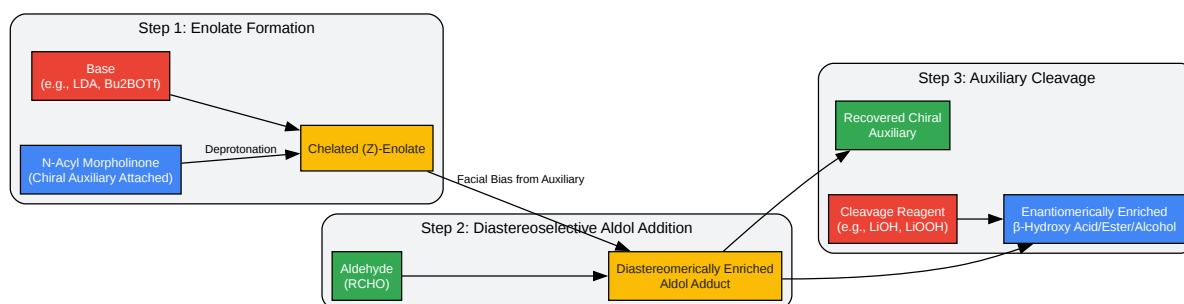 Step 1: Enolate Formation
Base
(e.g., LDA, Bu2BOTf)
N-Acyl Morpholinone
(Chiral Auxiliary Attached)
Deprotonation
Chelated (Z)-Enolate
Facial Bias from Auxiliary
Step 2: Diastereoselective Aldol Addition
Aldehyde
(RCHO)
Diastereomerically Enriched
Aldol Adduct
Step 3: Auxiliary Cleavage
Recovered Chiral
Auxiliary
Cleavage Reagent
(e.g., LiOH, LiOOH)
Enantiomerically Enriched
β-Hydroxy Acid/Ester/Alcohol